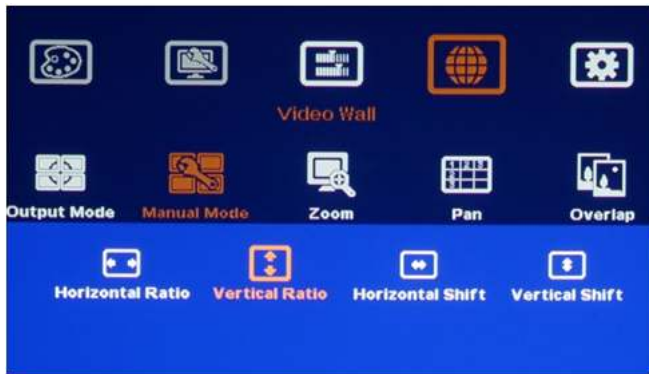 Video Wall
Output Mode Manual Mode Zoom Pan Overlap
Horizontal Ratio Vertical Ratio Horizontal Shift Vertical Shift